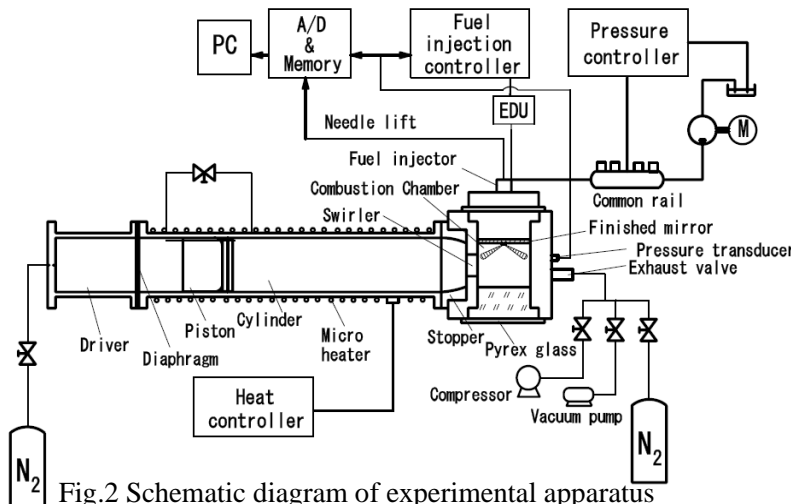 PC
A/D
&
Memory
Fuel
injection
controller
Pressure
controller
EDU
M
Needle lift
Fuel injector
Combustion Chamber
Swirler
Common rail
Finished mirror
Pressure transducer
Exhaust valve
Driver
Diaphragm
Piston
Cylinder
Micro
heater
Stopper
Pyrex glass
Heat
controller
Compressor
Vacuum pump
N2
N2
Fig.2 Schematic diagram of experimental apparatus